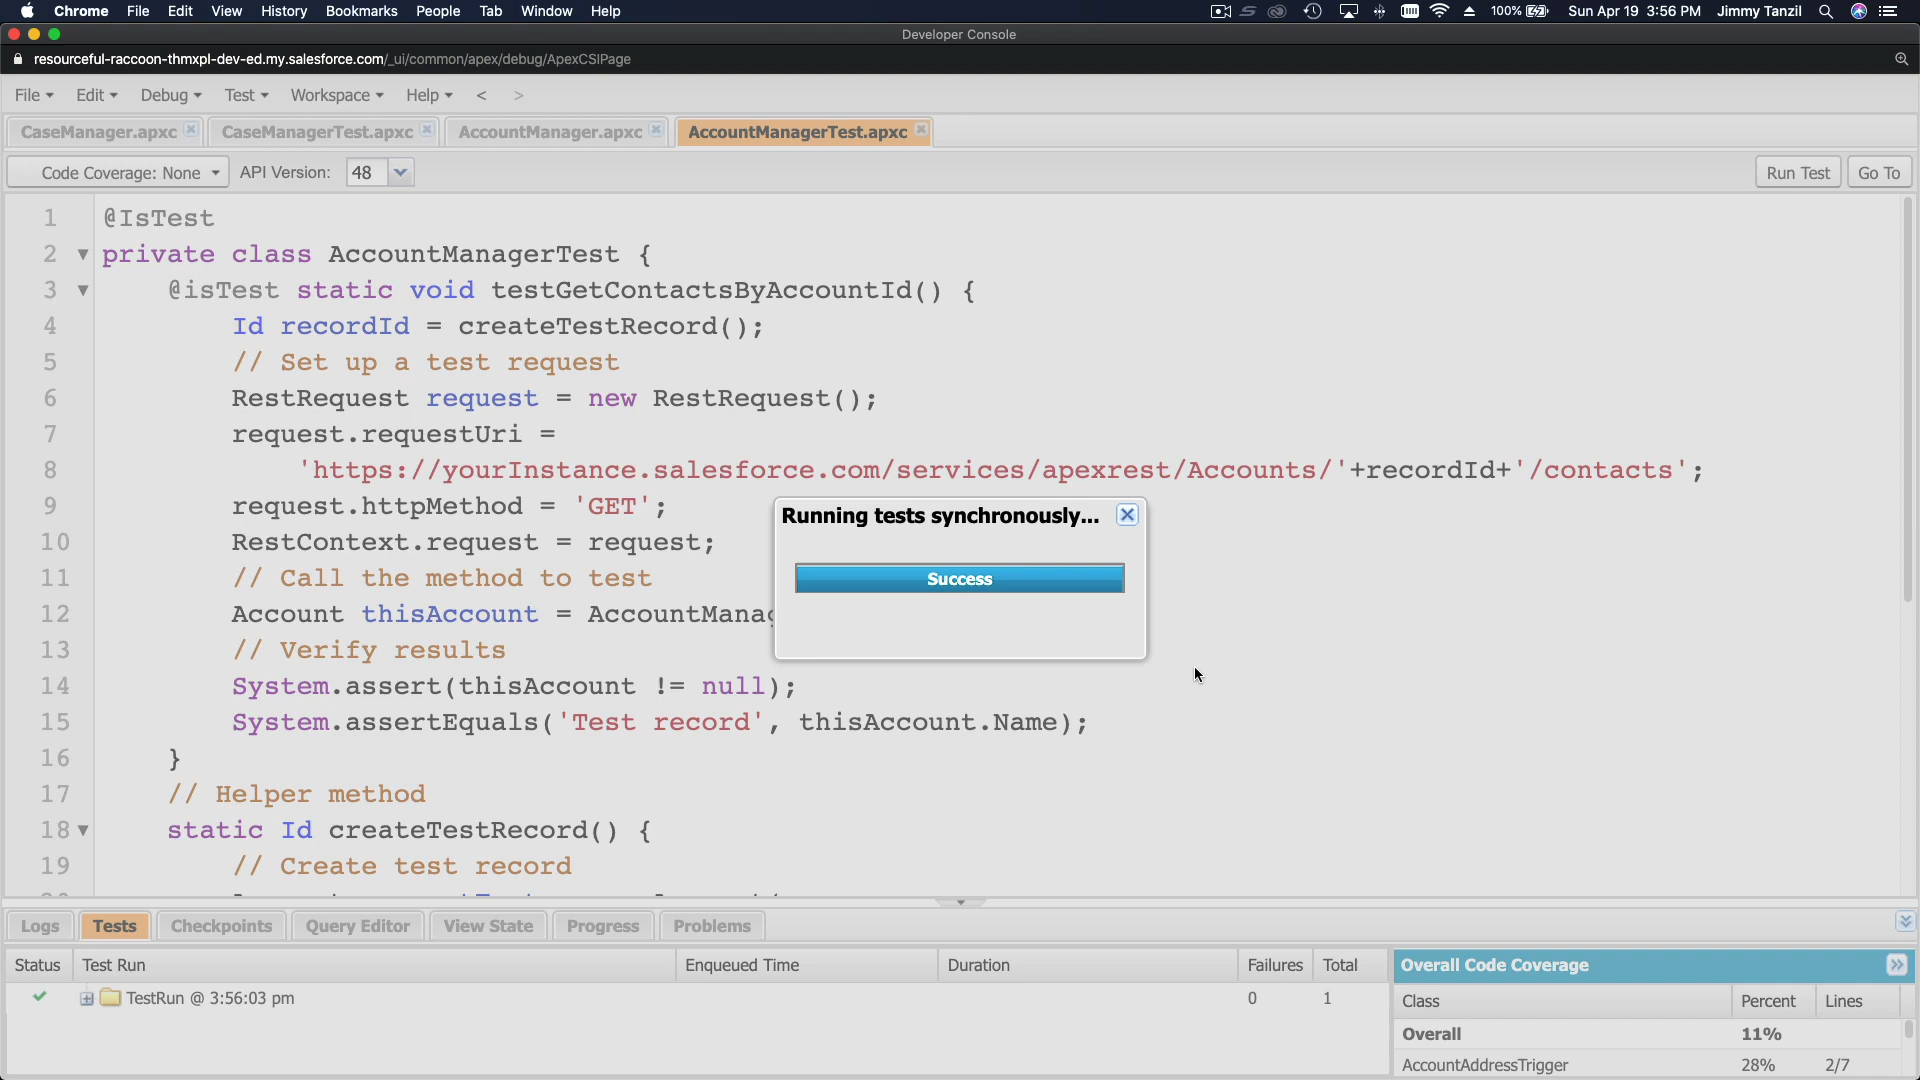 Chrome File Edit View History Bookmarks People Tab Window Help 100% Sun Apr 19 3:56 PM Jimmy Tanzil
Developer Console
resourceful-raccoon-thmxpl-dev-ed.my.salesforce.com/_ui/common/apex/debug/ApexCSIPage
File Edit Debug Test Workspace Help < >
CaseManager.apxc CaseManagerTest.apxc AccountManager.apxc AccountManagerTest.apxc
Code Coverage: None API Version: 48 Run Test Go To
1 @IsTest
2 private class AccountManagerTest {
3 @isTest static void testGetContactsByAccountId() {
4 Id recordId = createTestRecord();
5 // Set up a test request
6 RestRequest request = new RestRequest();
7 request.requestUri =
8 'https://yourInstance.salesforce.com/services/apexrest/Accounts/'+recordId+'/contacts';
9 request.httpMethod = 'GET';
10 RestContext.request = request;
11 // Call the method to test
12 Account thisAccount = AccountManag
13 // Verify results
14 System.assert(thisAccount != null);
15 System.assertEquals('Test record', thisAccount.Name);
16 }
17 // Helper method
18 static Id createTestRecord() {
19 // Create test record
Running tests synchronously...
Success
Logs Tests Checkpoints Query Editor View State Progress Problems
Status Test Run Enqueued Time Duration Failures Total
TestRun @ 3:56:03 pm 0 1
Overall Code Coverage
Class Percent Lines
Overall 11%
AccountAddressTrigger 28% 2/7